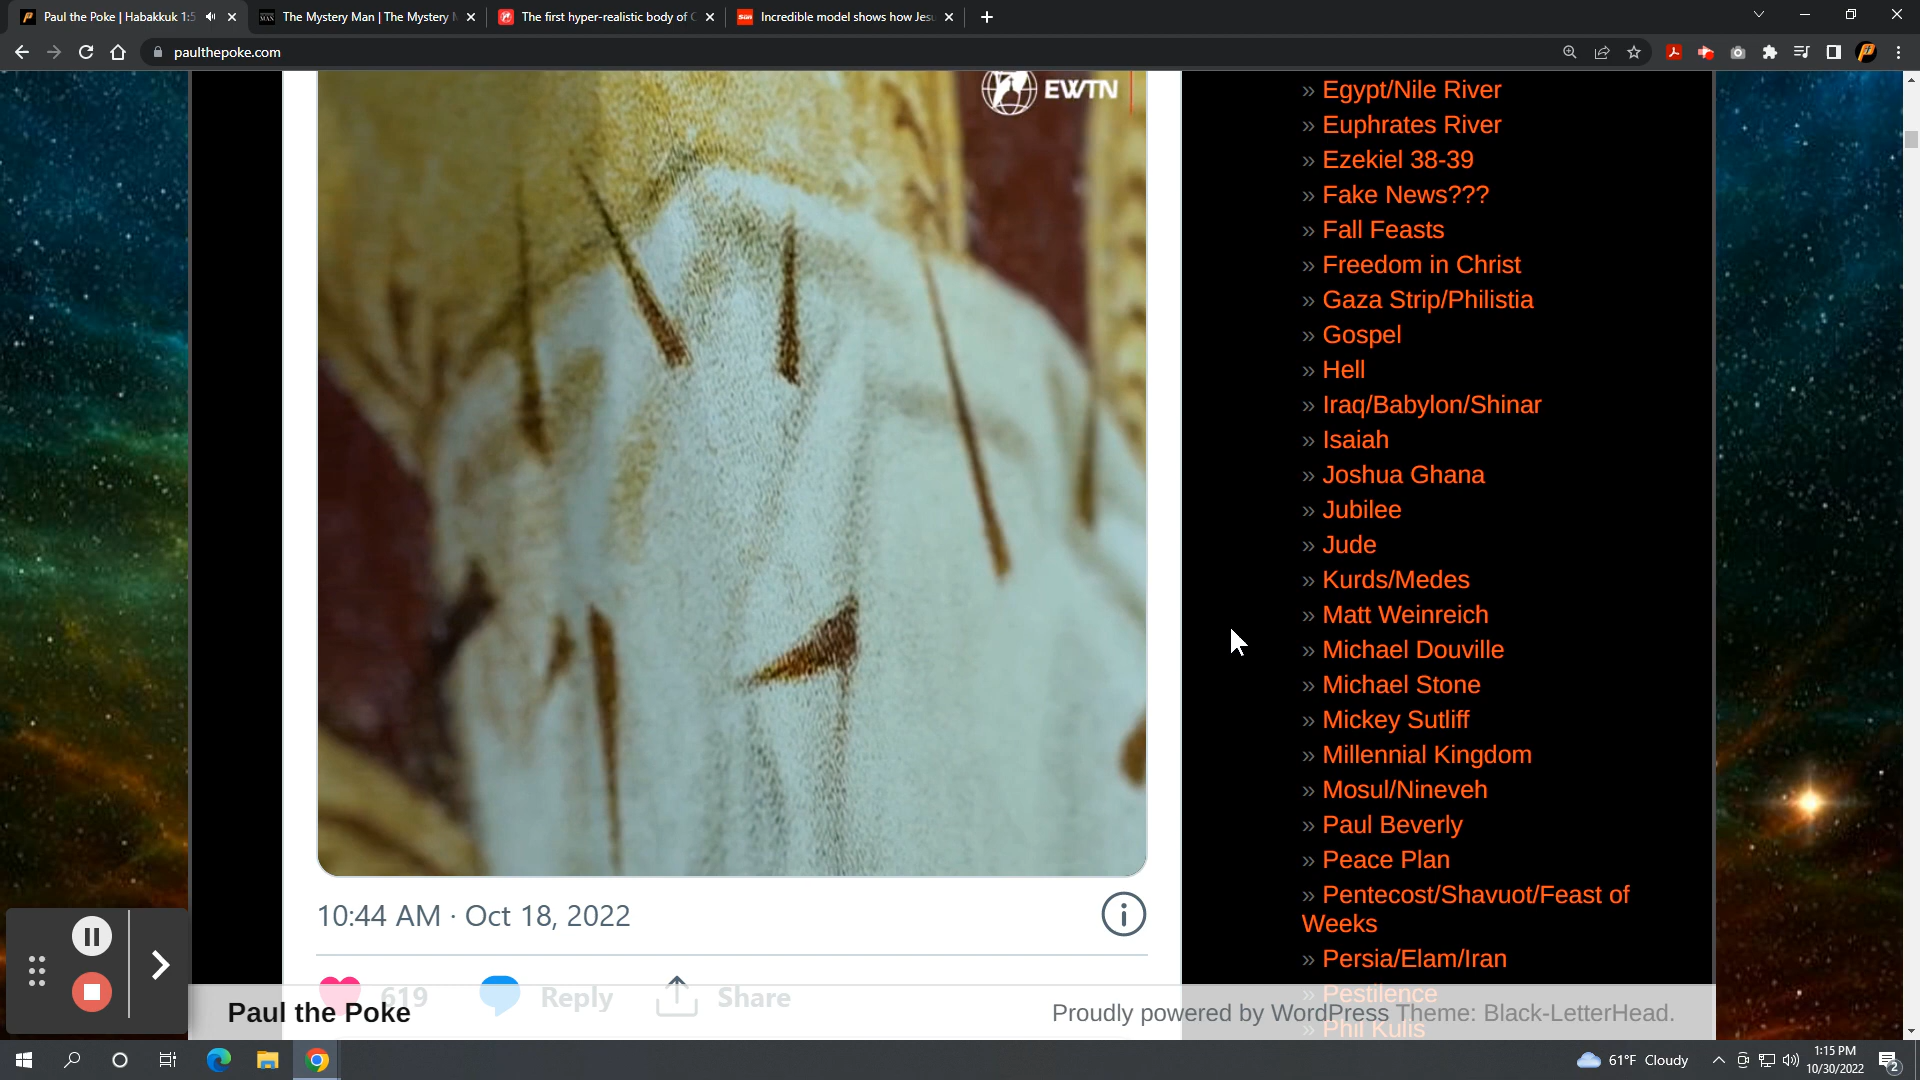 Paul the Poke | Habakkuk 1:5
The Mystery Man | The Mystery
The first hyper-realistic body of
Sun
Incredible model shows how Jes
paulthepoke.com
EWTN
» Egypt/Nile River
» Euphrates River
» Ezekiel 38-39
» Fake News???
» Fall Feasts
» Freedom in Christ
» Gaza Strip/Philistia
» Gospel
» Hell
» Iraq/Babylon/Shinar
» Isaiah
» Joshua Ghana
» Jubilee
» Jude
» Kurds/Medes
» Matt Weinreich
» Michael Douville
» Michael Stone
» Mickey Sutliff
» Millennial Kingdom
» Mosul/Nineveh
» Paul Beverly
» Peace Plan
» Pentecost/Shavuot/Feast of
Weeks
» Persia/Elam/Iran
» Pestilence
» Phil Kulis
10:44 AM · Oct 18, 2022
619 Reply Share
Paul the Poke
Proudly powered by WordPress Theme: Black-LetterHead.
61°F Cloudy
1:15 PM
10/30/2022
2